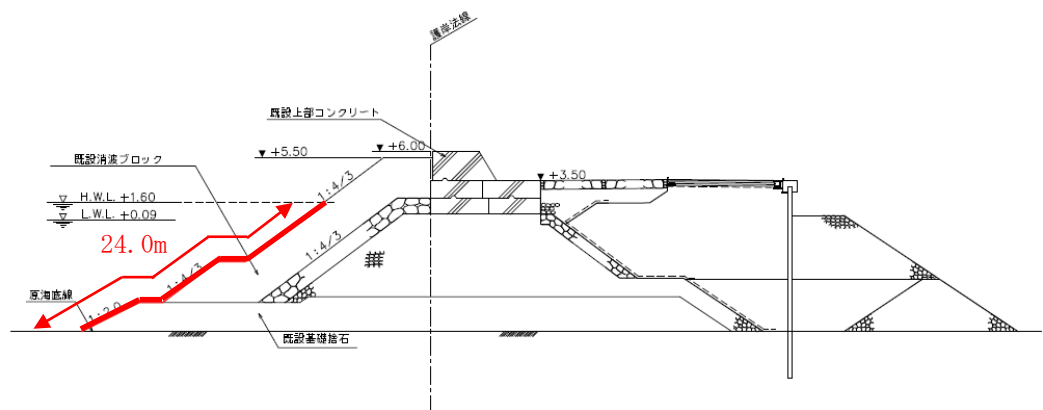 護岸法線
既設上部コンクリート
+6.00
+5.50
既設消波ブロック
+3.50
1:4/3
H.W.L. +1.60
L.W.L. +0.09
24.0m
1:4/3
1:4/3
原海底線
1:2.0
既設基礎捨石